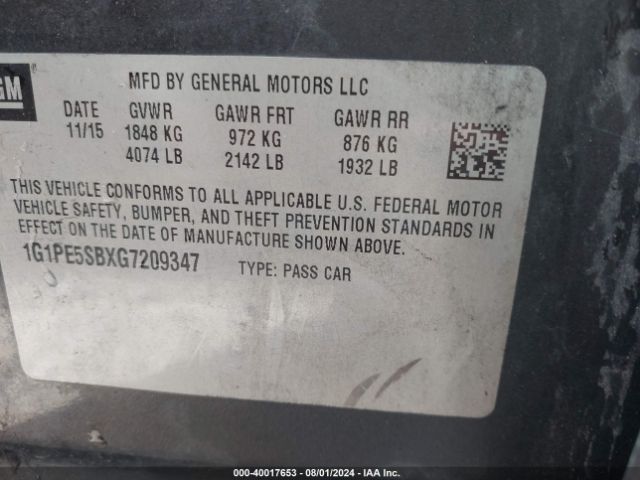 GM
MFD BY GENERAL MOTORS LLC
DATE GVWR GAWR FRT GAWR RR
11/15 1848 KG 972 KG 876 KG
4074 LB 2142 LB 1932 LB
THIS VEHICLE CONFORMS TO ALL APPLICABLE U.S. FEDERAL MOTOR
VEHICLE SAFETY, BUMPER, AND THEFT PREVENTION STANDARDS IN
EFFECT ON THE DATE OF MANUFACTURE SHOWN ABOVE.
1G1PE5SBXG7209347 TYPE: PASS CAR
000-40017653 - 08/01/2024 - IAA Inc.